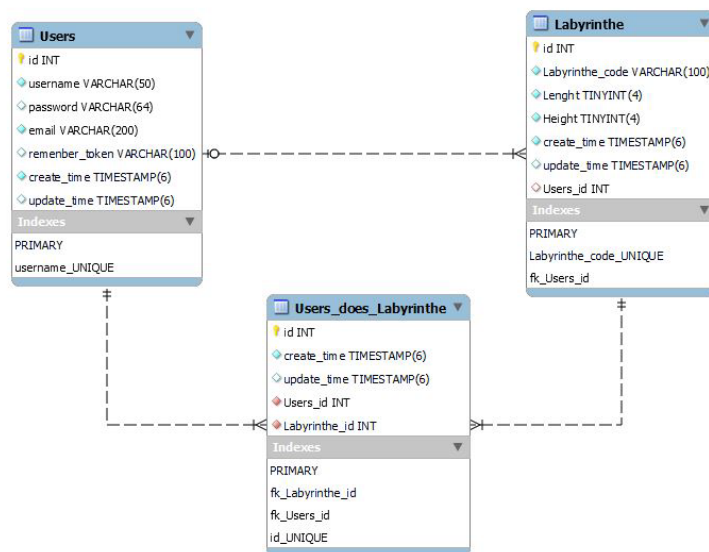 Users
id INT
username VARCHAR(50)
password VARCHAR(64)
email VARCHAR(200)
remenber_token VARCHAR(100)
create_time TIMESTAMP(6)
update_time TIMESTAMP(6)
Indexes
PRIMARY
username_UNIQUE
Labyrinthe
id INT
Labyrinthe_code VARCHAR(100)
Lenght TINYINT(4)
Height TINYINT(4)
create_time TIMESTAMP(6)
update_time TIMESTAMP(6)
Users_id INT
Indexes
PRIMARY
Labyrinthe_code_UNIQUE
fk_Users_id
Users_does_Labyrinthe
id INT
create_time TIMESTAMP(6)
update_time TIMESTAMP(6)
Users_id INT
Labyrinthe_id INT
Indexes
PRIMARY
fk_Labyrinthe_id
fk_Users_id
id_UNIQUE